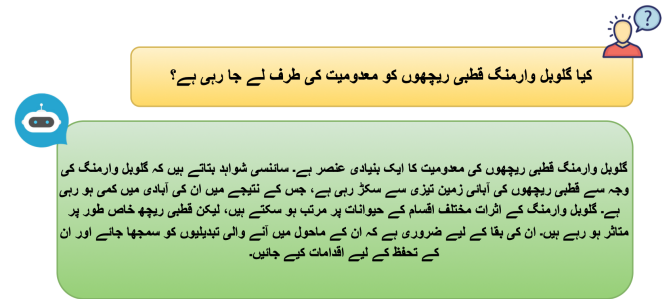 ?
کیا گلوبل وارمنگ قطبی ریچھوں کو معدومیت کی طرف لے جا رہی ہے؟
گلوبل وارمنگ قطبی ریچھوں کی معدومیت کا ایک بنیادی عنصر ہے۔ سائنسی شواہد بتاتے ہیں کہ گلوبل وارمنگ کی
وجہ سے قطبی ریچھوں کی آبائی زمین تیزی سے سکڑ رہی ہے، جس کے نتیجے میں ان کی آبادی میں کمی ہو رہی
ہے۔ گلوبل وارمنگ کے اثرات مختلف اقسام کے حیوانات پر مرتب ہو سکتے ہیں، لیکن قطبی ریچھ خاص طور پر
متاثر ہو رہے ہیں۔ ان کی بقا کے لیے ضروری ہے کہ ان کے ماحول میں آنے والی تبدیلیوں کو سمجھا جائے اور ان
کے تحفظ کے لیے اقدامات کیے جائیں۔